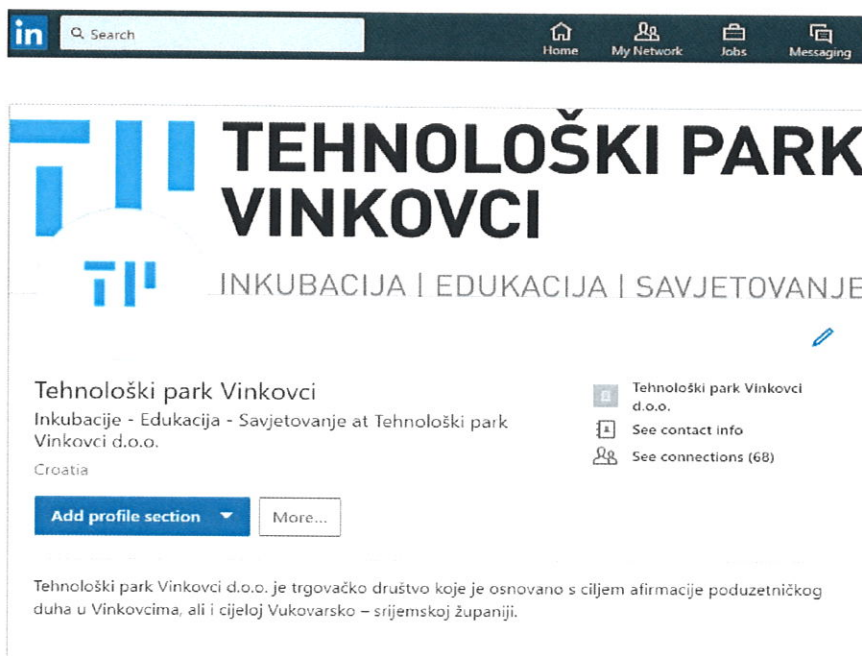 in
Search
Home
My Network
Jobs
Messaging
TEHNOLOŠKI PARK
VINKOVCI
INKUBACIJA | EDUKACIJA | SAVJETOVANJE
Tehnološki park Vinkovci
Inkubacije - Edukacija - Savjetovanje at Tehnološki park
Vinkovci d.o.o.
Croatia
Tehnološki park Vinkovci
d.o.o.
See contact info
See connections (68)
Add profile section
More...
Tehnološki park Vinkovci d.o.o. je trgovačko društvo koje je osnovano s ciljem afirmacije poduzetničkog
duha u Vinkovcima, ali i cijeloj Vukovarsko – srijemskoj županiji.